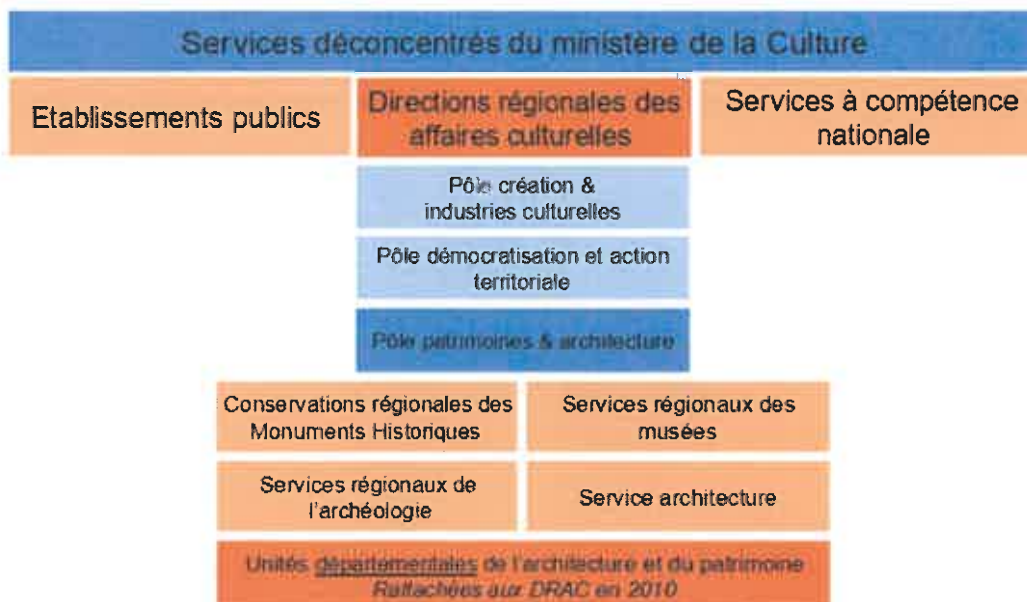 Services déconcentrés du ministère de la Culture
Etablissements publics
Directions régionales des
affaires culturelles
Services à compétence
nationale
Pôle création &
industries culturelles
Pôle démocratisation et action
territoriale
Pôle patrimoines & architecture
Conservations régionales des
Monuments Historiques
Services régionaux des
musées
Services régionaux de
l'archéologie
Service architecture
Unités départementales de l'architecture et du patrimoine
Rattachées aux DRAC en 2010